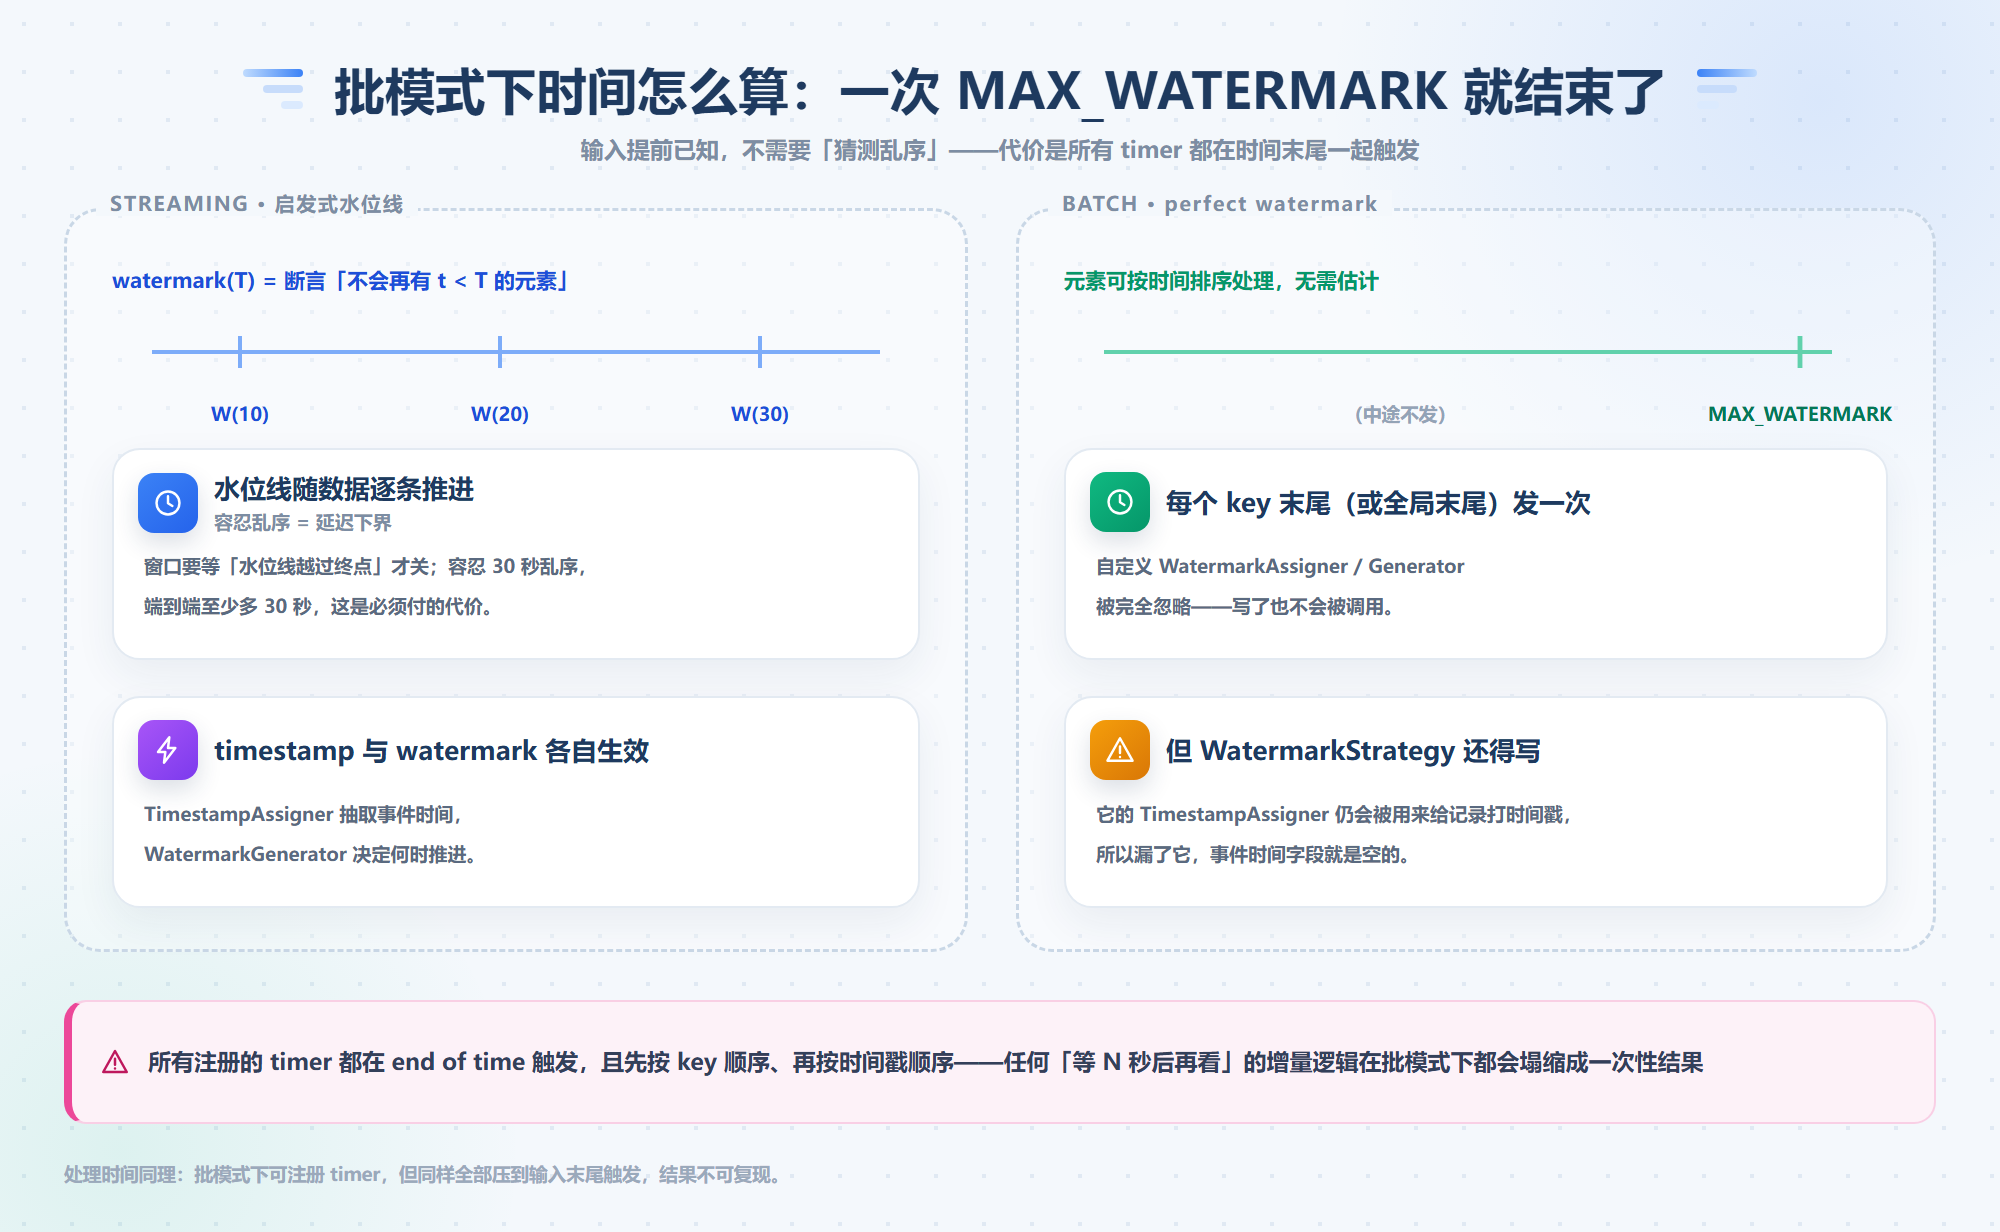 批模式下时间怎么算：一次 MAX_WATERMARK 就结束了
输入提前已知，不需要「猜测乱序」——代价是所有 timer 都在时间末尾一起触发
STREAMING • 启发式水位线
watermark(T) = 断言「不会再有 t < T 的元素」
W(10)
W(20)
W(30)
水位线随数据逐条推进
容忍乱序 = 延迟下界
窗口要等「水位线越过终点」才关；容忍 30 秒乱序，
端到端至少多 30 秒，这是必须付的代价。
timestamp 与 watermark 各自生效
TimestampAssigner 抽取事件时间，
WatermarkGenerator 决定何时推进。
BATCH • perfect watermark
元素可按时间排序处理，无需估计
（中途不发）
MAX_WATERMARK
每个 key 末尾（或全局末尾）发一次
自定义 WatermarkAssigner / Generator
被完全忽略——写了也不会被调用。
但 WatermarkStrategy 还得写
它的 TimestampAssigner 仍会被用来给记录打时间戳，
所以漏了它，事件时间字段就是空的。
所有注册的 timer 都在 end of time 触发，且先按 key 顺序、再按时间戳顺序——任何「等 N 秒后再看」的增量逻辑在批模式下都会塌缩成一次性结果
处理时间同理：批模式下可注册 timer，但同样全部压到输入末尾触发，结果不可复现。